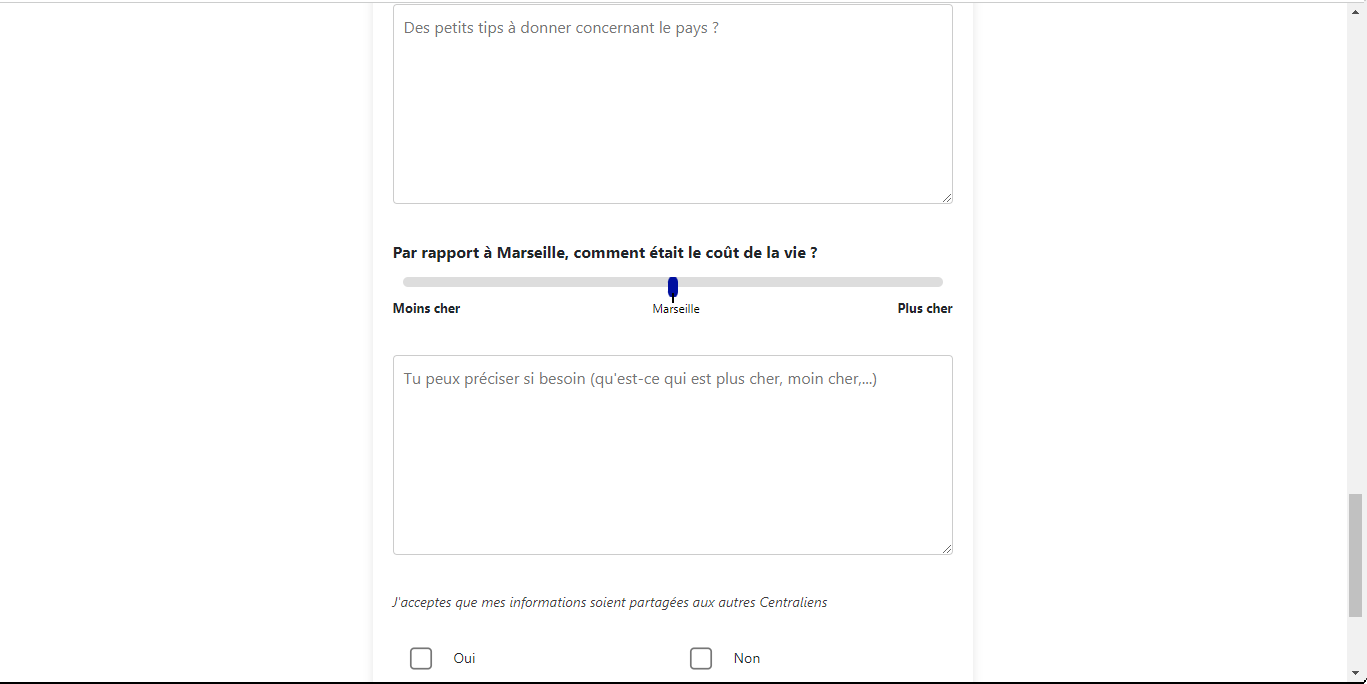 Des petits tips à donner concernant le pays ?
Par rapport à Marseille, comment était le coût de la vie ?
Moins cher
Marseille
Plus cher
Tu peux préciser si besoin (qu'est-ce qui est plus cher, moin cher,...)
J'acceptes que mes informations soient partagées aux autres Centraliens
Oui
Non